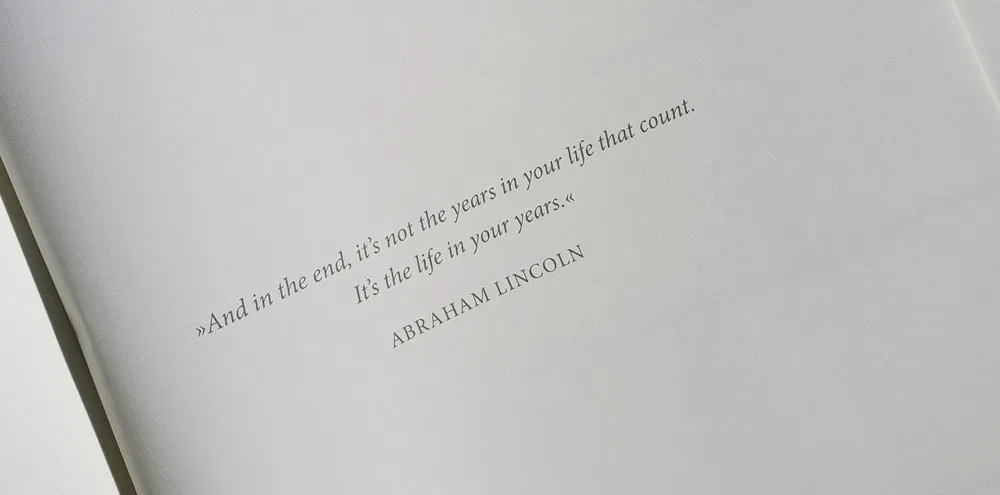 »And in the end, it's not the years in your life that count.
It's the life in your years.«
ABRAHAM LINCOLN